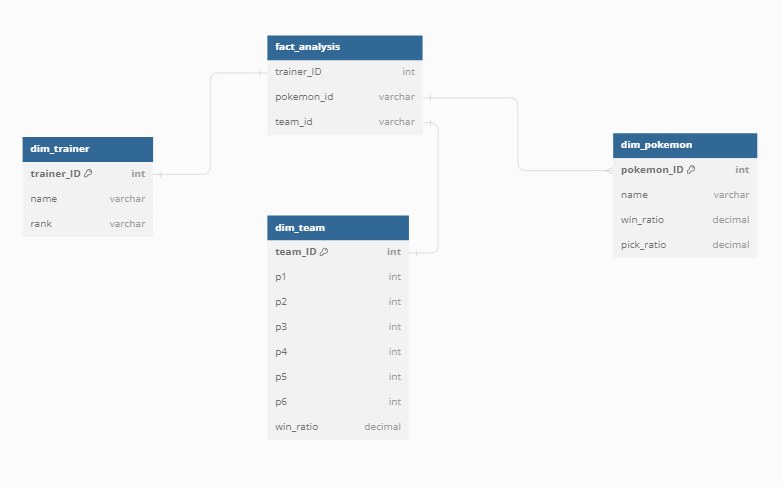 fact_analysis
trainer_ID int
pokemon_id varchar
team_id varchar
dim_trainer
trainer_ID int
name varchar
rank varchar
dim_pokemon
pokemon_ID int
name varchar
win_ratio decimal
pick_ratio decimal
dim_team
team_ID int
p1 int
p2 int
p3 int
p4 int
p5 int
p6 int
win_ratio decimal